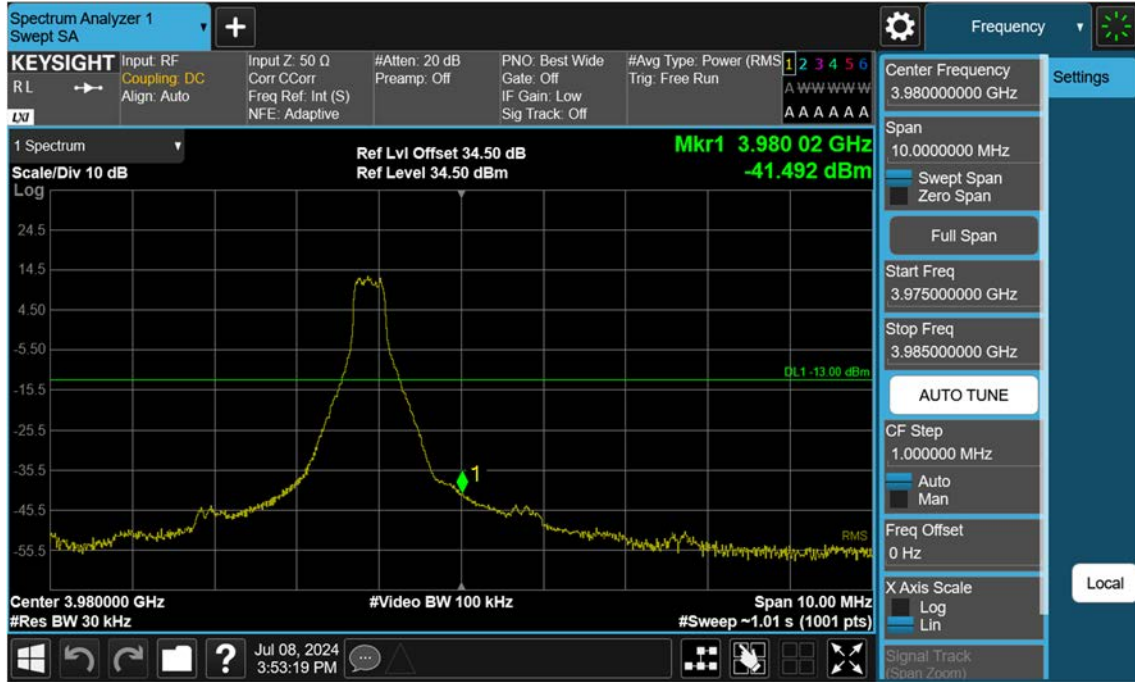 Spectrum Analyzer 1
Swept SA
+
Frequency
KEYSIGHT
R L
LXI
Input: RF
Coupling: DC
Align: Auto
Input Z: 50 Ω
Corr CCorr
Freq Ref: Int (S)
NFE: Adaptive
#Atten: 20 dB
Preamp: Off
PNO: Best Wide
Gate: Off
IF Gain: Low
Sig Track: Off
#Avg Type: Power (RMS
Trig: Free Run
1 2 3 4 5 6
A W W W W W
A A A A A A
1 Spectrum
Scale/Div 10 dB
Ref Lvl Offset 34.50 dB
Ref Level 34.50 dBm
Mkr1 3.980 02 GHz
-41.492 dBm
Log
24.5
14.5
4.50
-5.50
DL1 -13.00 dBm
-15.5
-25.5
-35.5
1
-45.5
RMS
-55.5
Center 3.980000 GHz
#Video BW 100 kHz
Span 10.00 MHz
#Res BW 30 kHz
#Sweep ~1.01 s (1001 pts)
?
Jul 08, 2024
3:53:19 PM
Center Frequency
3.980000000 GHz
Span
10.0000000 MHz
Swept Span
Zero Span
Full Span
Start Freq
3.975000000 GHz
Stop Freq
3.985000000 GHz
AUTO TUNE
CF Step
1.000000 MHz
Auto
Man
Freq Offset
0 Hz
X Axis Scale
Log
Lin
Signal Track
(Span Zoom)
Settings
Local